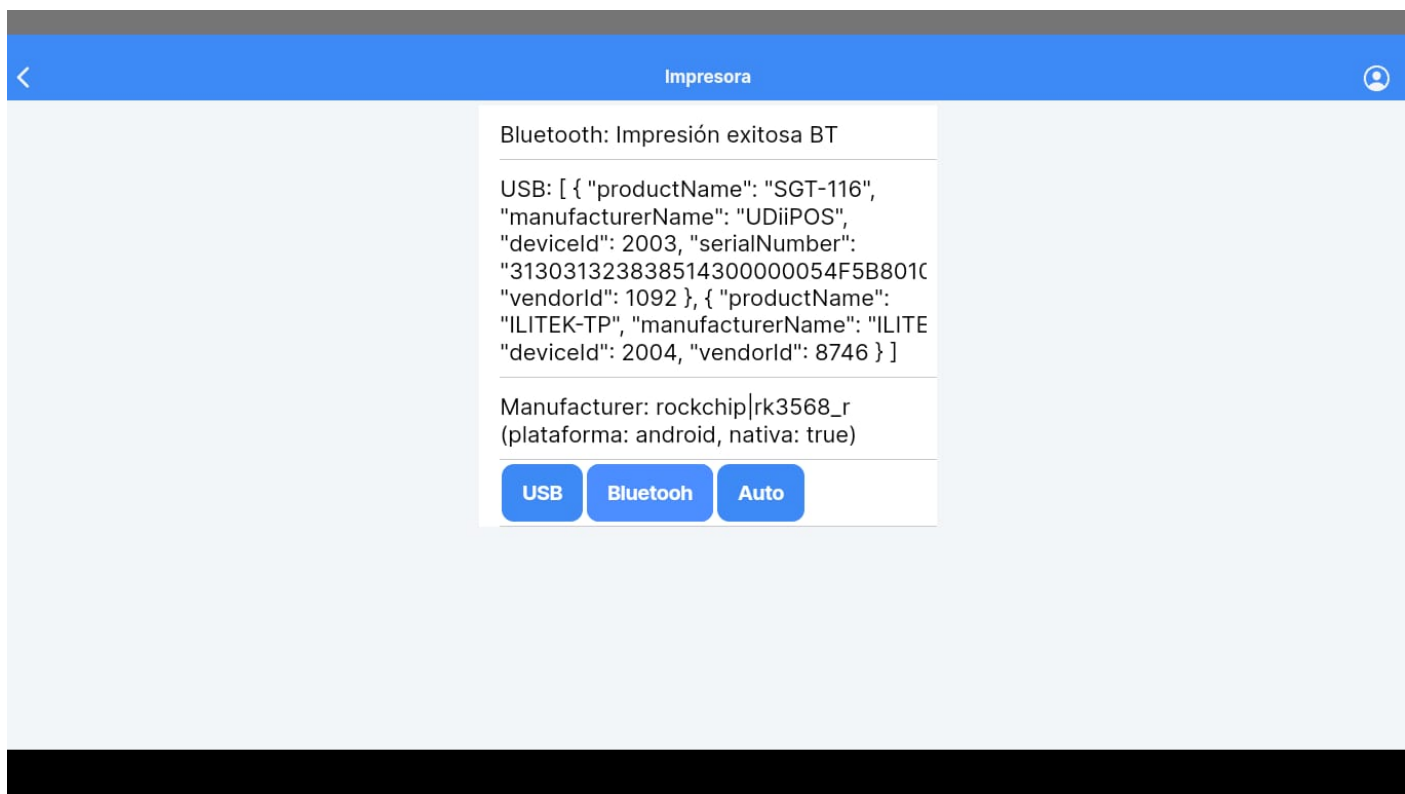 Impresora
Bluetooth: Impresión exitosa BT
USB: [ { "productName": "SGT-116",
"manufacturerName": "UDiiPOS",
"deviceId": 2003, "serialNumber":
"313031323838514300000054F5B8010
"vendorId": 1092 }, { "productName":
"ILITEK-TP", "manufacturerName": "ILITE
"deviceId": 2004, "vendorId": 8746 } ]
Manufacturer: rockchip|rk3568_r
(plataforma: android, nativa: true)
USB Bluetooh Auto